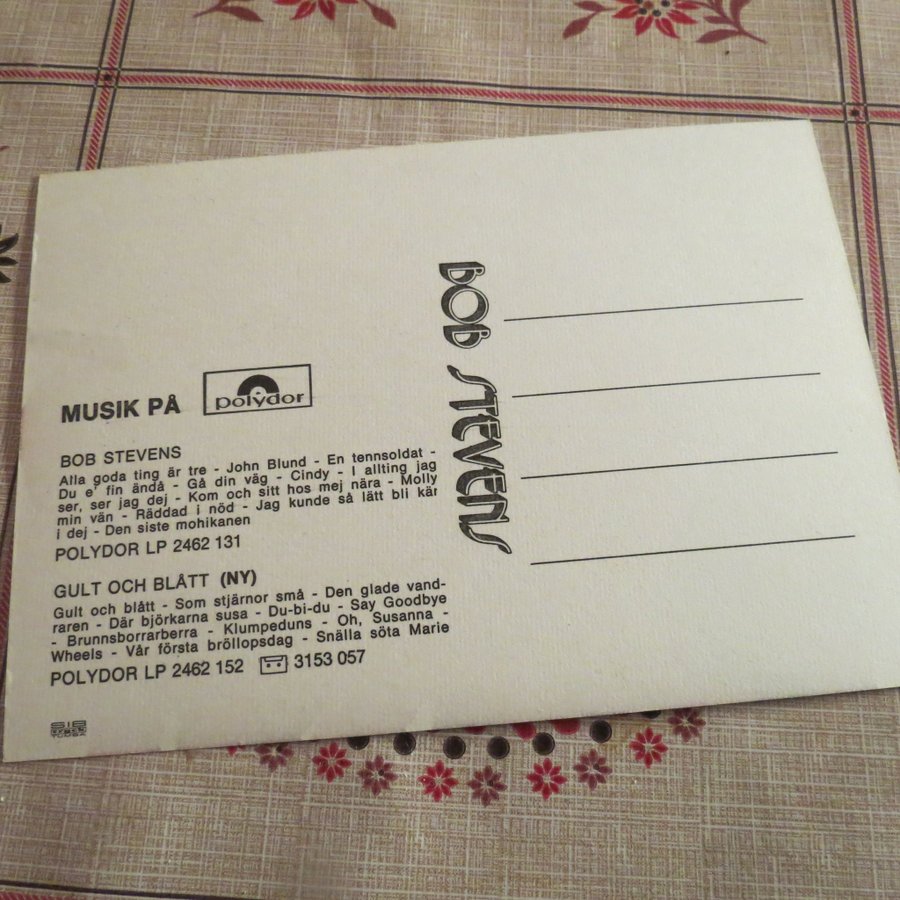 MUSIK PÅ polydor
BOB STEVENS
Alla goda ting är tre - John Blund - En tennsoldat -
Du e' fin ändå - Gå din väg - Cindy - I allting jag
ser, ser jag dej - Kom och sitt hos mej nära - Molly
min vän - Räddad i nöd - Jag kunde så lätt bli kär
i dej - Den siste mohikanen
POLYDOR LP 2462 131
GULT OCH BLÅTT (NY)
Gult och blått - Som stjärnor små - Den glade vand-
raren - Där björkarna susa - Du-bi-du - Say Goodbye
- Brunnsborrarberra - Klumpeduns - Oh, Susanna -
Wheels - Vår första bröllopsdag - Snälla söta Marie
POLYDOR LP 2462 152 3153 057
BOB STEVENS